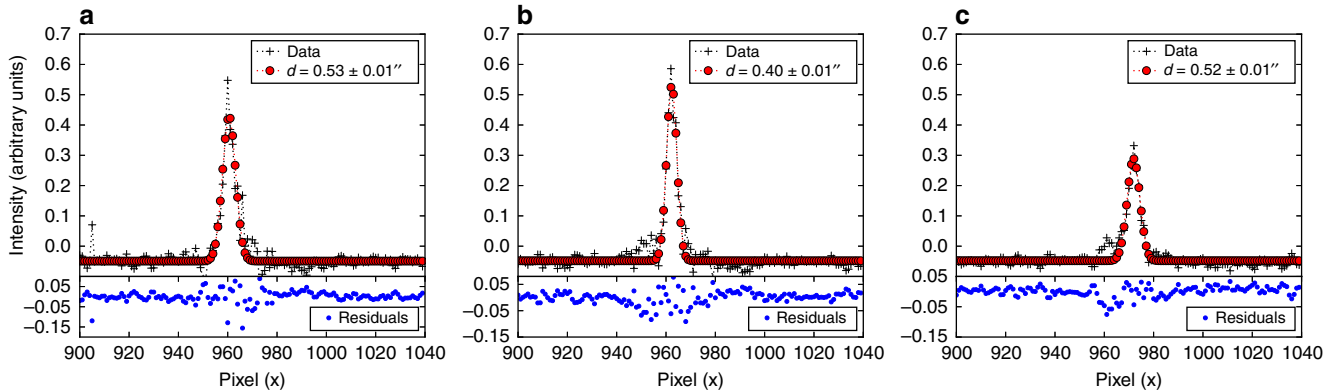 a
Intensity (arbitrary units)
0.7
0.6
0.5
0.4
0.3
0.2
0.1
0.0
0.05
−0.05
−0.15
Data
d = 0.53 ± 0.01″
Residuals
900 920 940 960 980 1000 1020 1040
Pixel (x)
b
0.7
0.6
0.5
0.4
0.3
0.2
0.1
0.0
0.05
−0.05
−0.15
Data
d = 0.40 ± 0.01″
Residuals
900 920 940 960 980 1000 1020 1040
Pixel (x)
c
0.7
0.6
0.5
0.4
0.3
0.2
0.1
0.0
0.05
−0.05
0.15
Data
d = 0.52 ± 0.01″
Residuals
900 920 940 960 980 1000 1020 1040
Pixel (x)